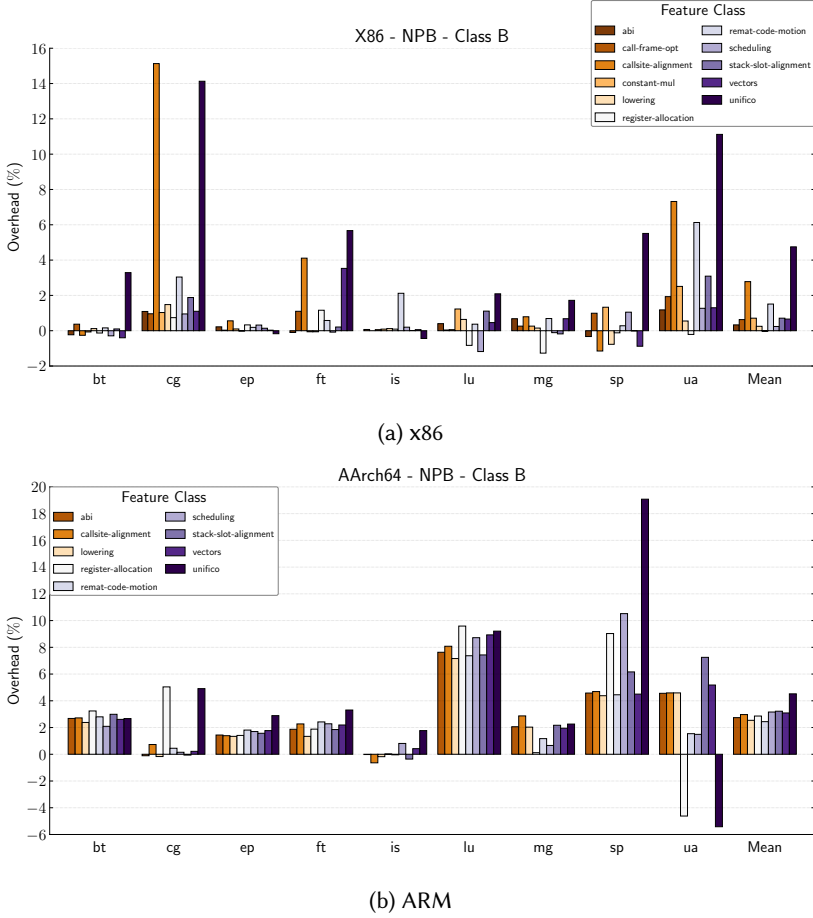 X86 - NPB - Class B
Feature Class
abi
call-frame-opt
callsite-alignment
constant-mul
lowering
register-allocation
remat-code-motion
scheduling
stack-slot-alignment
vectors
unifico
Overhead (%)
16
14
12
10
8
6
4
2
0
−2
bt cg ep ft is lu mg sp ua Mean
(a) x86
AArch64 - NPB - Class B
Feature Class
abi
callsite-alignment
lowering
register-allocation
remat-code-motion
scheduling
stack-slot-alignment
vectors
unifico
Overhead (%)
20
18
16
14
12
10
8
6
4
2
0
−2
−4
−6
bt cg ep ft is lu mg sp ua Mean
(b) ARM